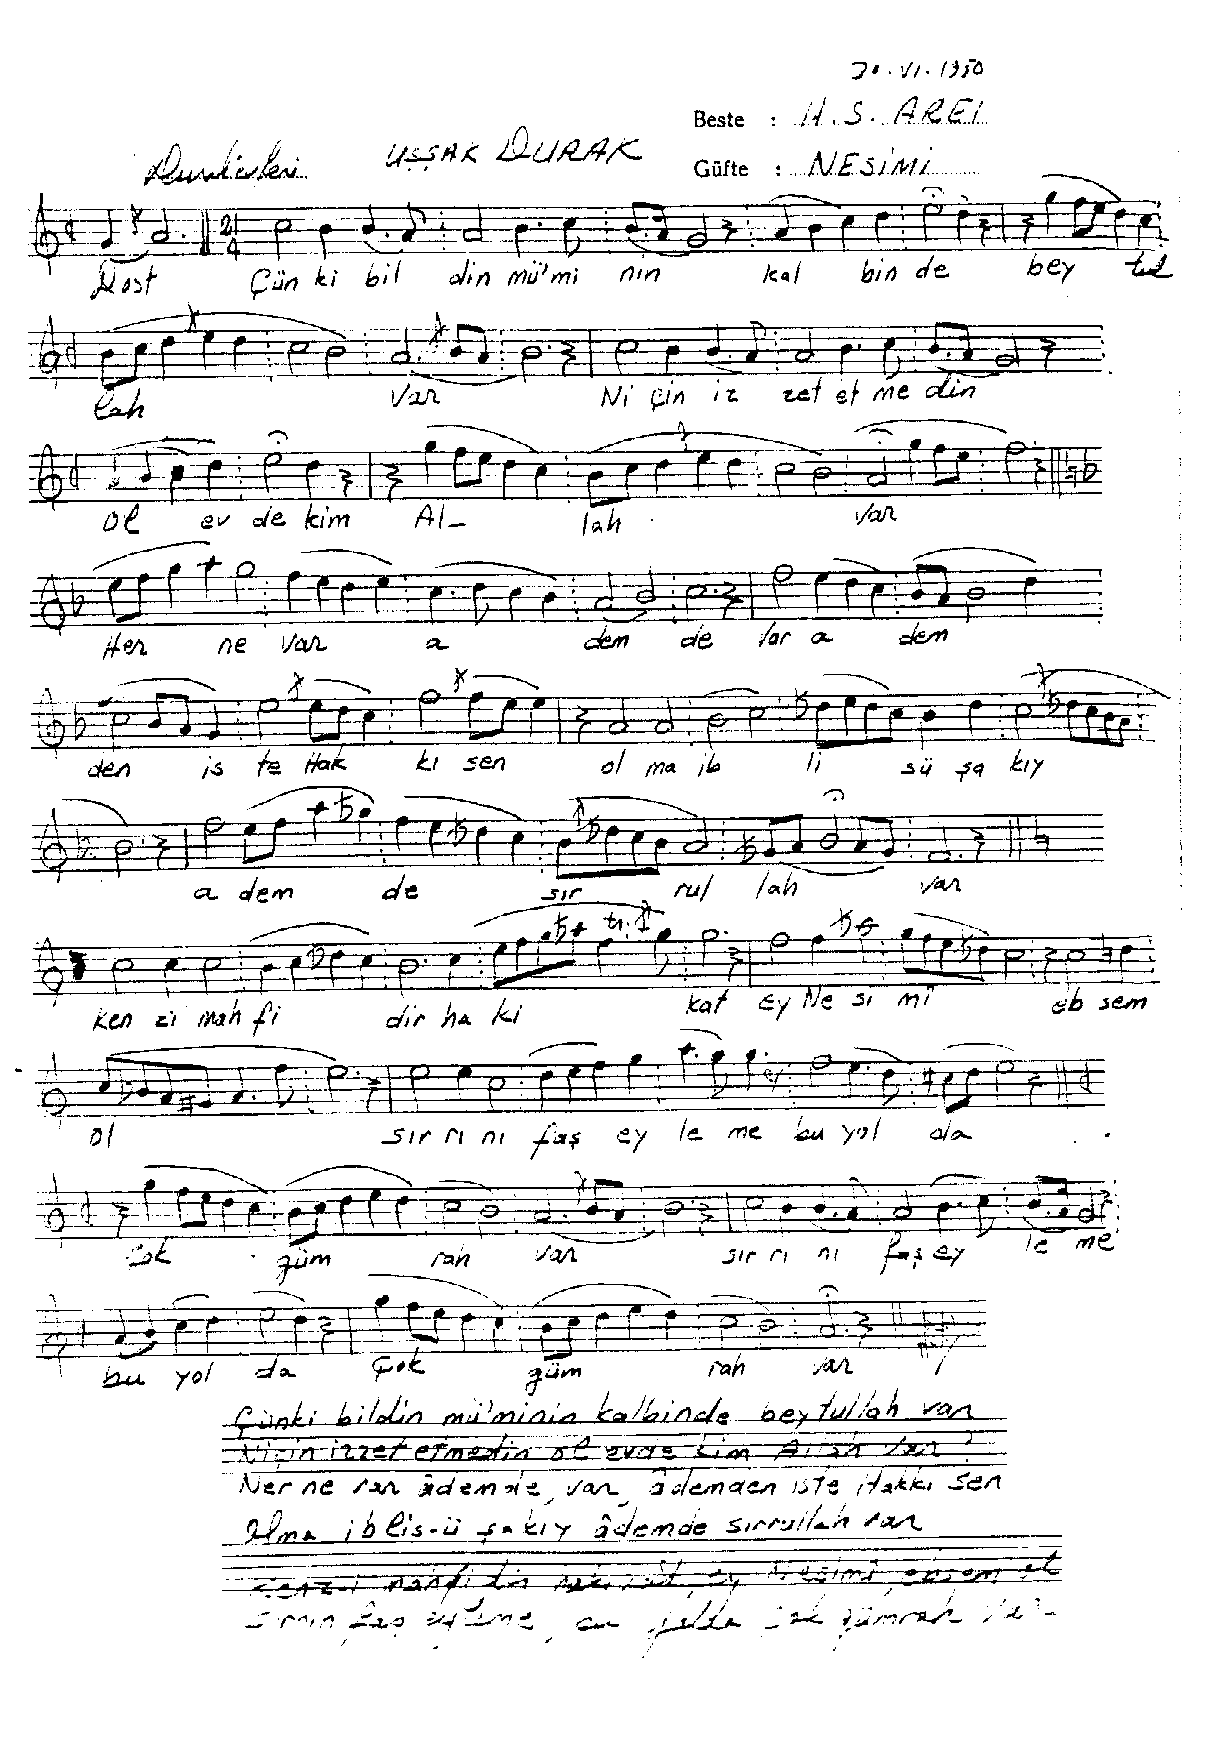 30.VI.1950
Beste : H. S. AREL
UŞŞAK DURAK
Güfte : NESİMİ
21
4
Dost Çün ki bil din mü'mi nin kal bin de bey tul
lah var Ni çin iz zet et me din
ol ev de kim Al- lah var
Her ne var a dem de var a dem
den is te Hak kı sen ol ma ib li sü şa kıy
a dem de sır rul lah var
tr.
ken zi mah fi dir ha ki kat ey Ne si mî eb sem
ol sır rı nı faş ey le me bu yol da
Çok güm rah var sır rı nı faş ey le me
bu yol da Çok güm rah var
Çünki bildin mü'minin kalbinde beytullah var
Niçin izzet etmedin ol evde kim Allah var
Her ne var âdemde var, âdemden iste Hakkı sen
Olma iblis-ü şakıy âdemde sırrullah var
ey Nesimî, ebsem ol
faş eyleme, bu yolda çok gümrah var